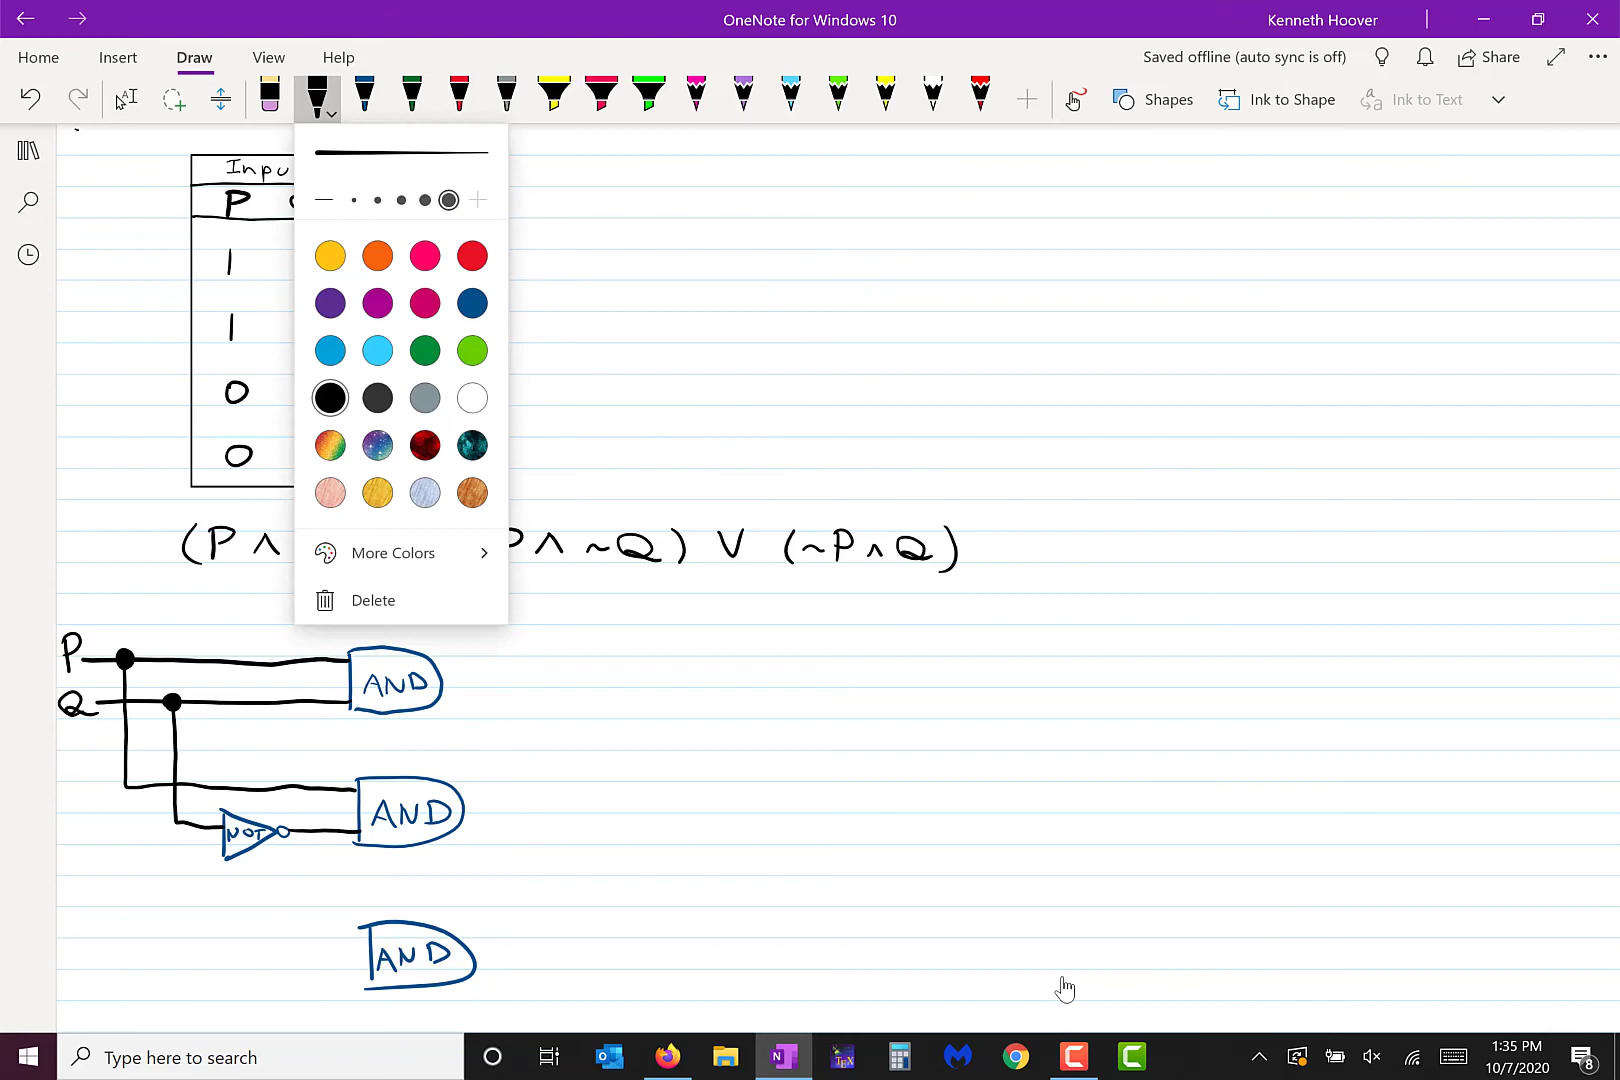 OneNote for Windows 10
Kenneth Hoover
Home Insert Draw View Help
Saved offline (auto sync is off) Share
Shapes Ink to Shape Ink to Text
Inpu
P
1
1
0
0
(P ∧ P ∧ ~Q) ∨ (~P ∧ Q)
More Colors
Delete
P
AND
Q
AND
NOT
AND
Type here to search
1:35 PM
10/7/2020
8